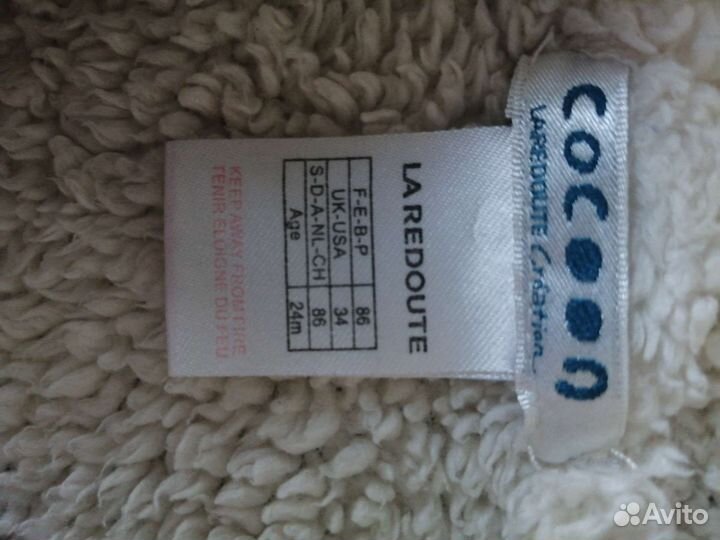 COCOON
LA REDOUTE Création
LA REDOUTE
F-E-B-P 86
UK-USA 34
S-D-A-NL-CH 86
Age 24m
KEEP AWAY FROM FIRE
TENIR ELOIGNE DU FEU
Avito